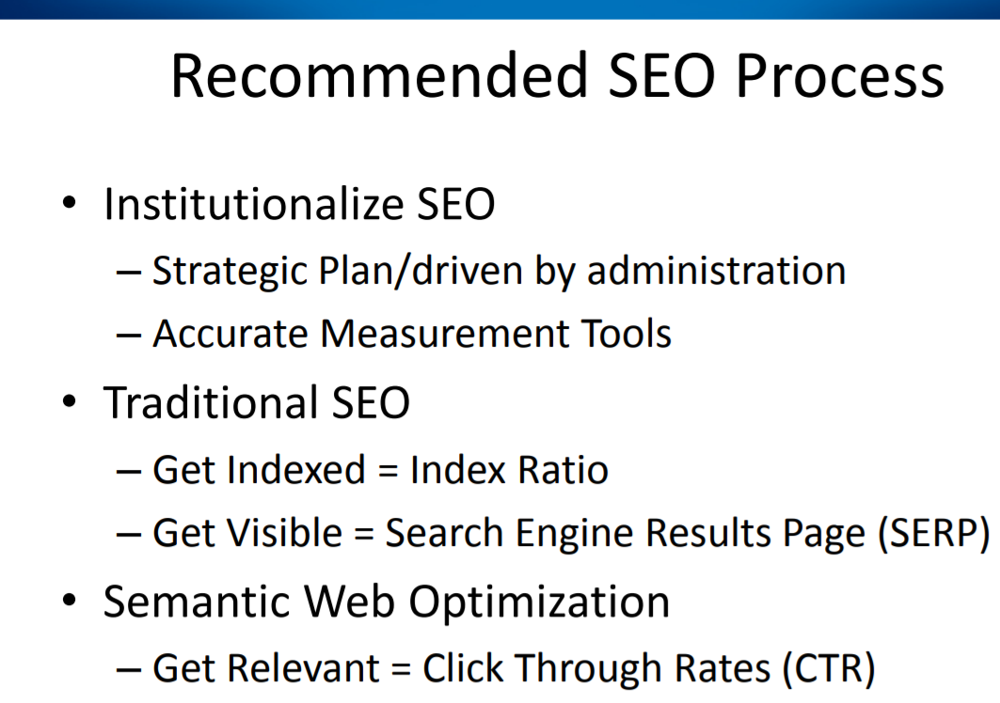 Recommended SEO Process
• Institutionalize SEO
– Strategic Plan/driven by administration
– Accurate Measurement Tools
• Traditional SEO
– Get Indexed = Index Ratio
– Get Visible = Search Engine Results Page (SERP)
• Semantic Web Optimization
– Get Relevant = Click Through Rates (CTR)